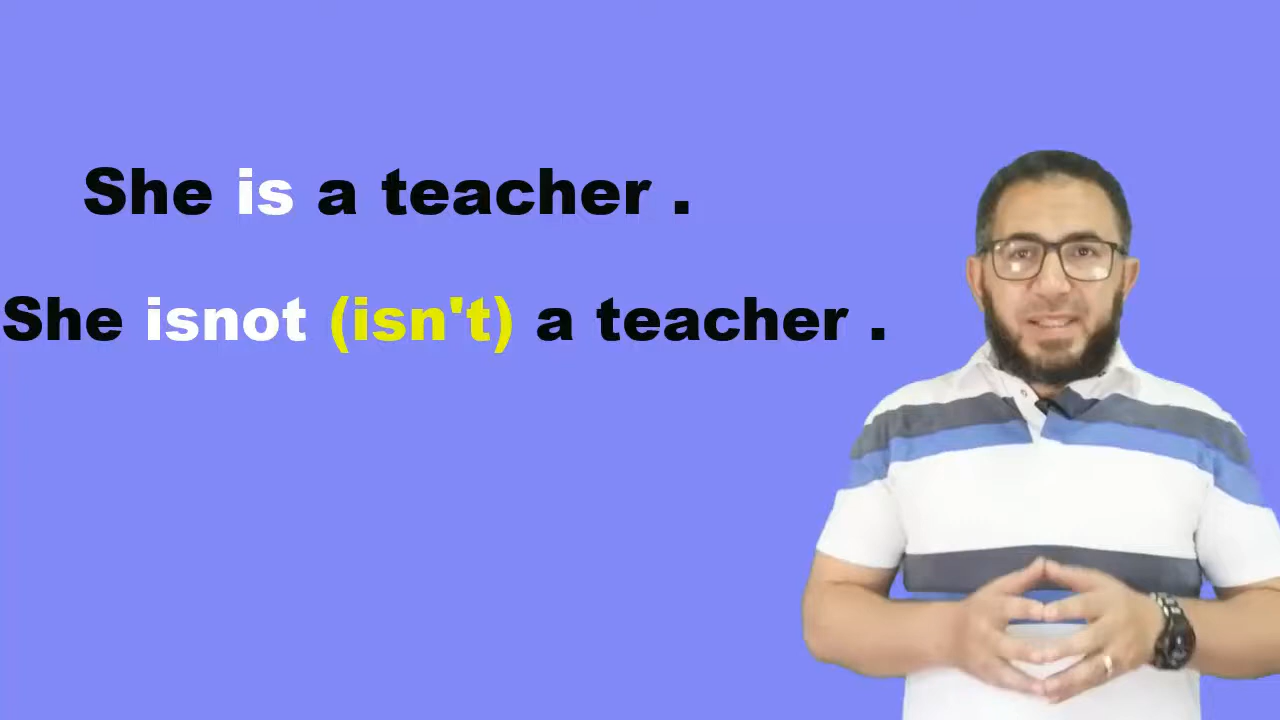 She is a teacher .
She isnot (isn't) a teacher .